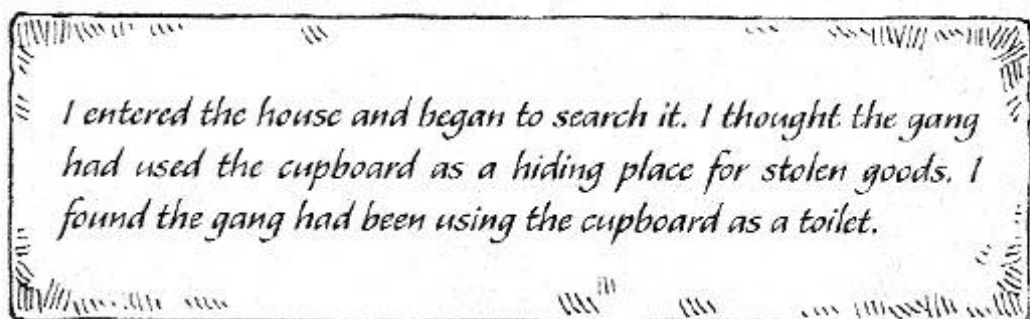 I entered the house and began to search it. I thought the gang
had used the cupboard as a hiding place for stolen goods. I
found the gang had been using the cupboard as a toilet.